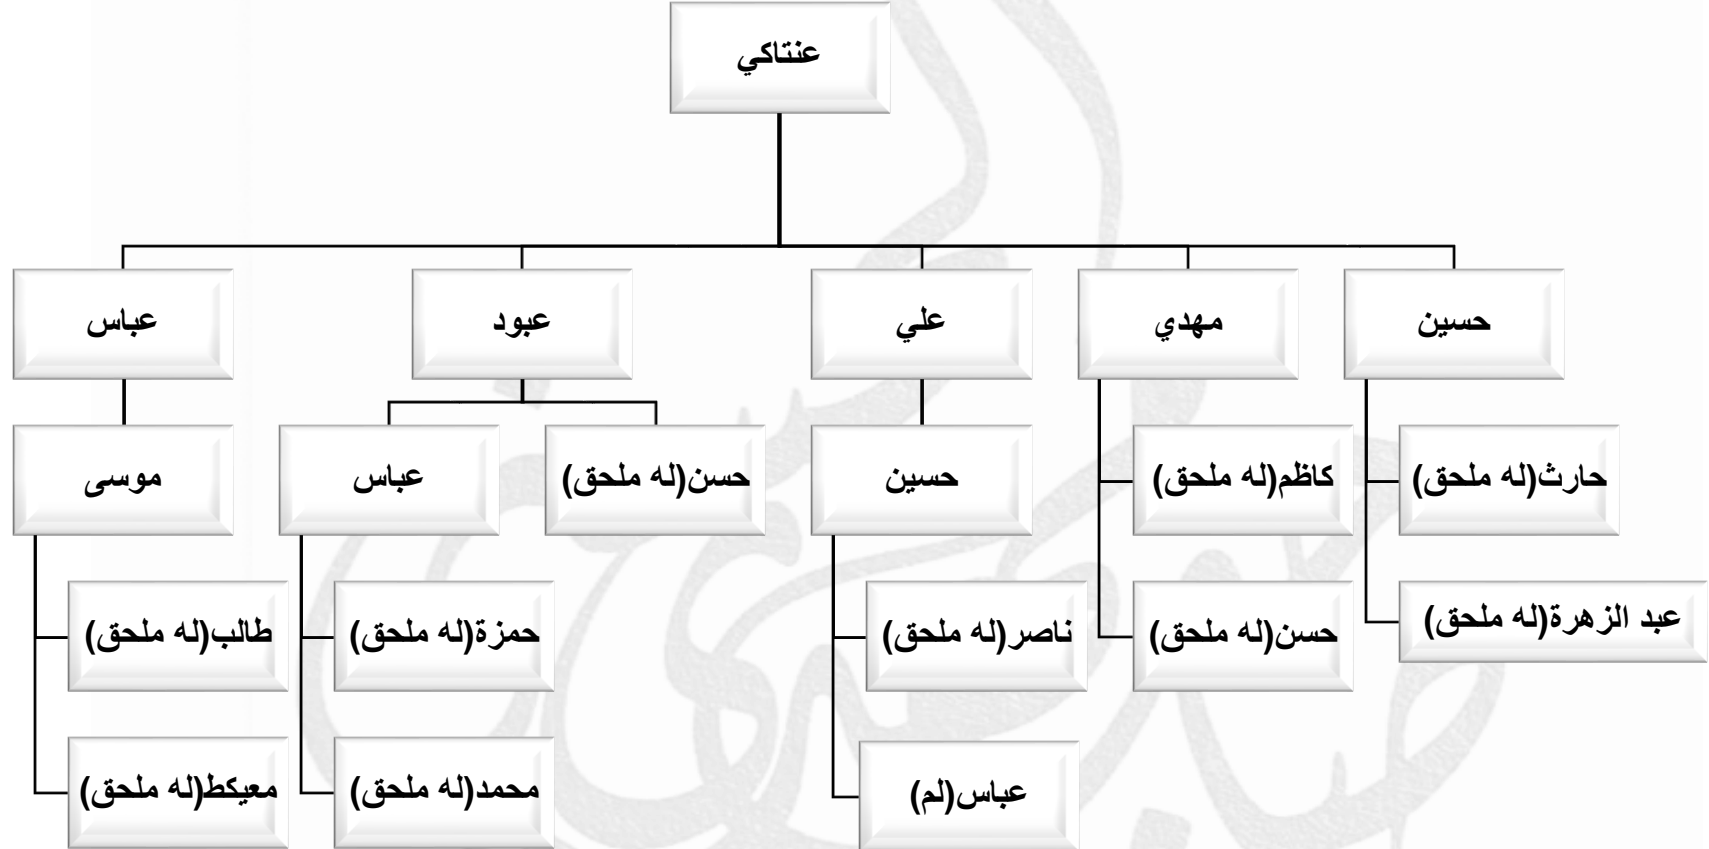 عنتاكي
حسين
مهدي
علي
عبود
عباس
حارث(له ملحق)
كاظم(له ملحق)
حسين
حسن(له ملحق)
عباس
موسى
عبد الزهرة(له ملحق)
حسن(له ملحق)
ناصر(له ملحق)
حمزة(له ملحق)
طالب(له ملحق)
عباس(لم)
محمد(له ملحق)
معيكط(له ملحق)